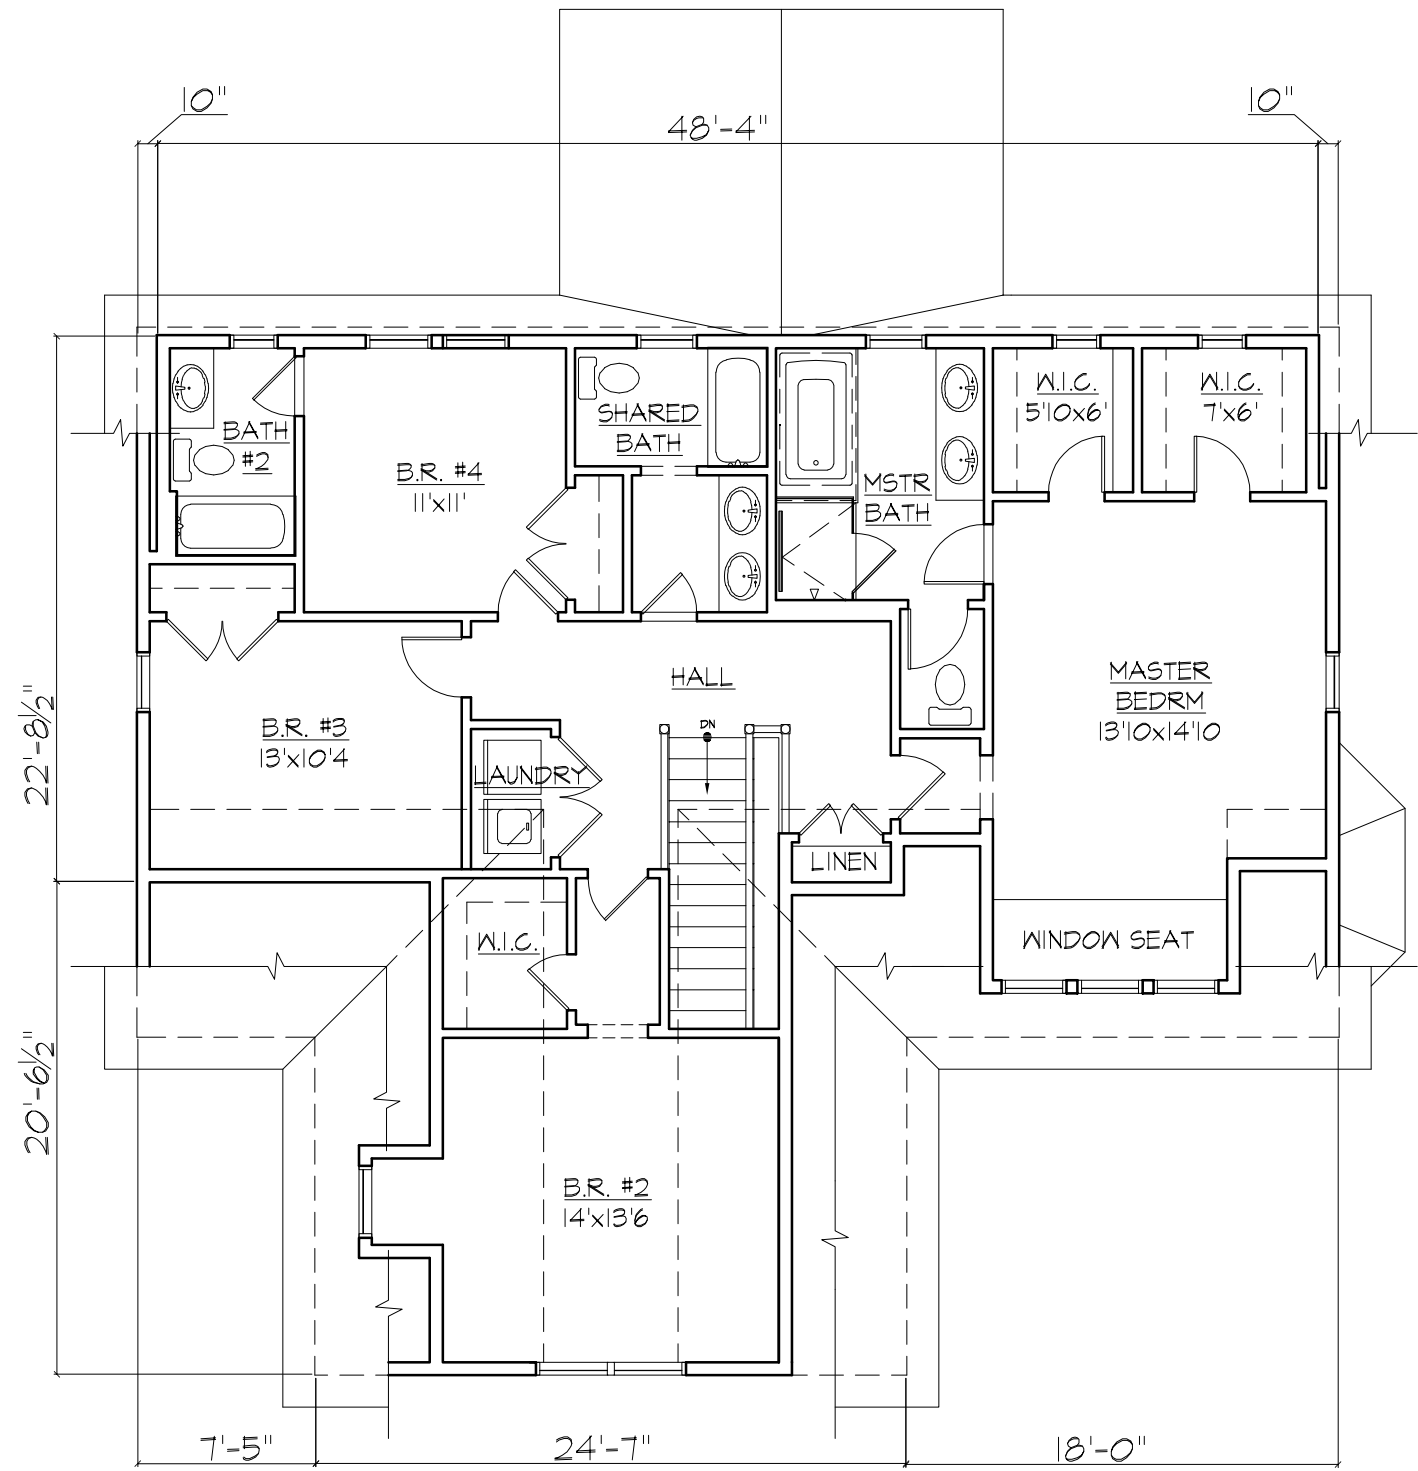 10"
10"
48'-4"
W.I.C.
5'10x6'
W.I.C.
7'x6'
SHARED
BATH
BATH
#2
B.R. #4
11'x11'
MSTR
BATH
HALL
MASTER
BEDRM
13'10x14'10
B.R. #3
13'x10'4
DN
22'-8½"
LAUNDRY
LINEN
W.I.C.
WINDOW SEAT
20'-6½"
B.R. #2
14'x13'6
7'-5"
24'-7"
18'-0"